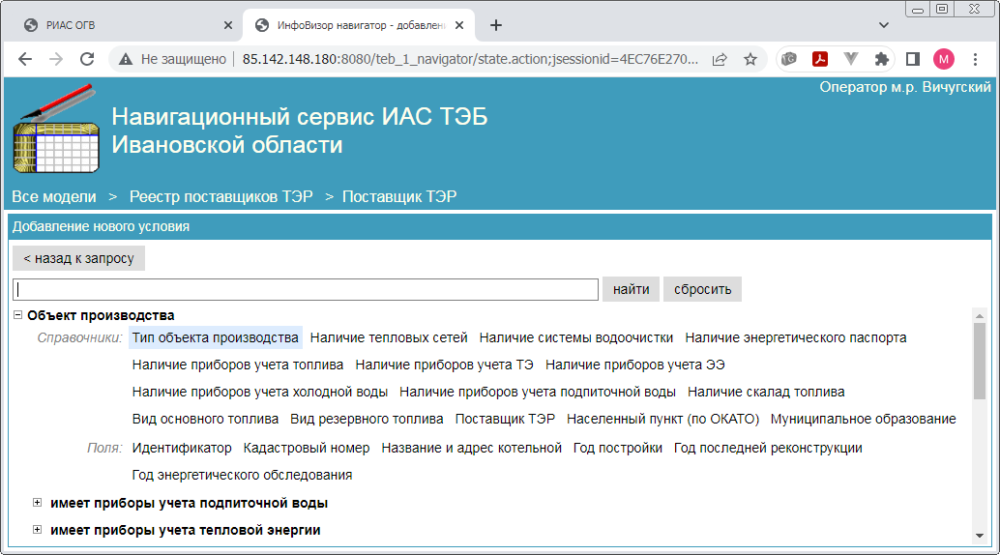 РИАС ОГВ
ИнфоВизор навигатор - добавлени
Не защищено
85.142.148.180:8080/teb_1_navigator/state.action;jsessionid=4EC76E270...
M
Оператор м.р. Вичугский
Навигационный сервис ИАС ТЭБ
Ивановской области
Все модели > Реестр поставщиков ТЭР > Поставщик ТЭР
Добавление нового условия
< назад к запросу
найти сбросить
Объект производства
Справочники: Тип объекта производства Наличие тепловых сетей Наличие системы водоочистки Наличие энергетического паспорта
Наличие приборов учета топлива Наличие приборов учета ТЭ Наличие приборов учета ЭЭ
Наличие приборов учета холодной воды Наличие приборов учета подпиточной воды Наличие скалад топлива
Вид основного топлива Вид резервного топлива Поставщик ТЭР Населенный пункт (по ОКАТО) Муниципальное образование
Поля: Идентификатор Кадастровый номер Название и адрес котельной Год постройки Год последней реконструкции
Год энергетического обследования
имеет приборы учета подпиточной воды
имеет приборы учета тепловой энергии